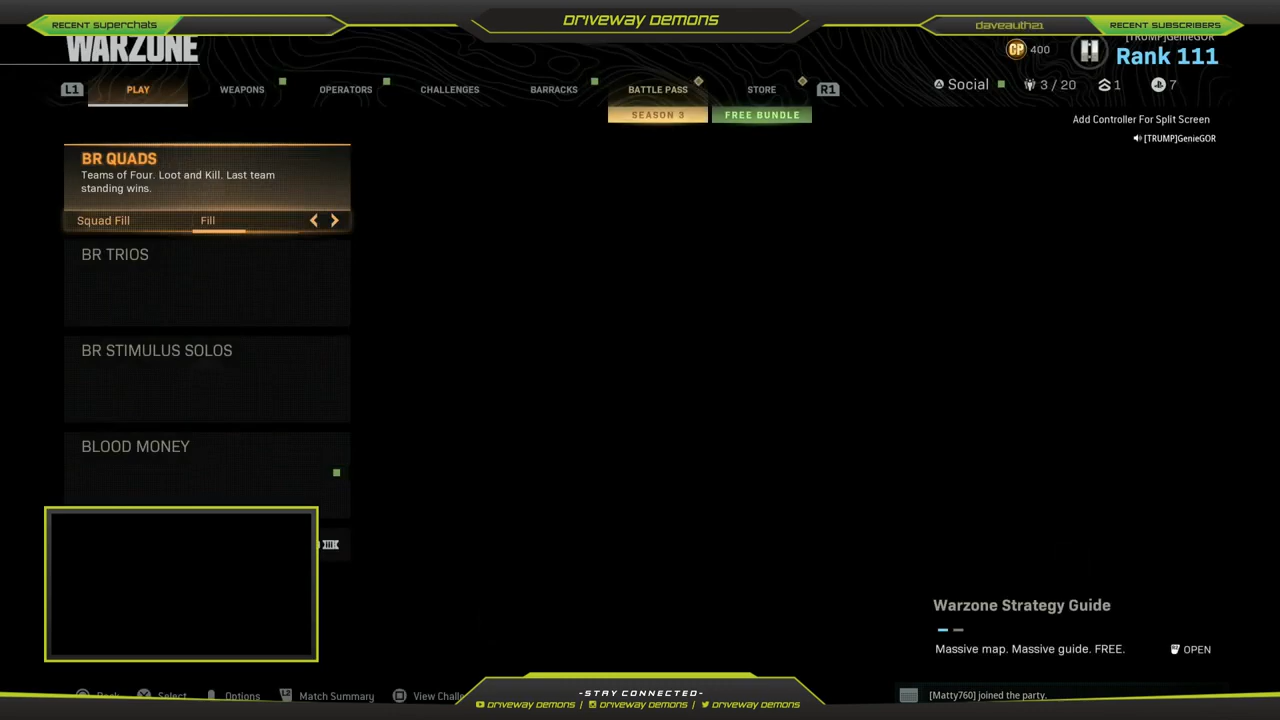 RECENT SUPERCHATS
DRIVEWAY DEMONS
daveauth21
RECENT SUBSCRIBERS
WARZONE
CP 400
[TRUMP]GenieGOR
Rank 111
L1
PLAY
WEAPONS
OPERATORS
CHALLENGES
BARRACKS
BATTLE PASS
STORE
R1
Social
3 / 20
1
7
SEASON 3
FREE BUNDLE
Add Controller For Split Screen
[TRUMP]GenieGOR
BR QUADS
Teams of Four. Loot and Kill. Last team
standing wins.
Squad Fill
Fill
BR TRIOS
BR STIMULUS SOLOS
BLOOD MONEY
Warzone Strategy Guide
Massive map. Massive guide. FREE.
OPEN
Back
Select
Options
Match Summary
View Challe
-STAY CONNECTED-
DRIVEWAY DEMONS | DRIVEWAY DEMONS | DRIVEWAY DEMONS
[Matty760] joined the party.